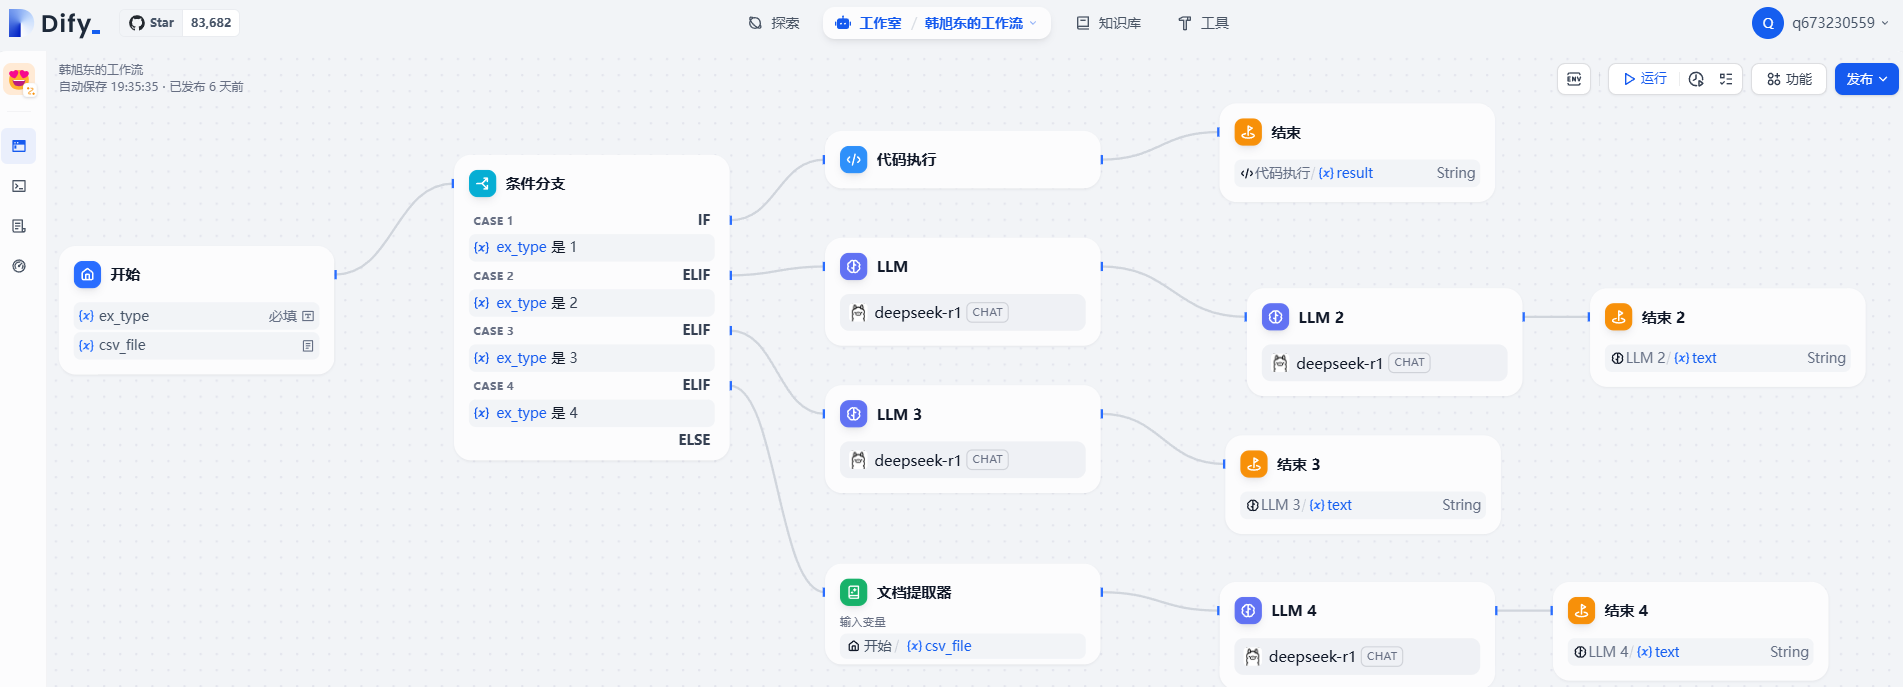 Dify_
Star 83,682
探索
工作室 / 韩旭东的工作流
知识库
工具
Q q673230559
韩旭东的工作流
自动保存 19:35:35 · 已发布 6 天前
ENV
运行
功能
发布
开始
{x} ex_type 必填
{x} csv_file
条件分支
CASE 1 IF
{x} ex_type 是 1
CASE 2 ELIF
{x} ex_type 是 2
CASE 3 ELIF
{x} ex_type 是 3
CASE 4 ELIF
{x} ex_type 是 4
ELSE
代码执行
结束
代码执行/ {x} result String
LLM
deepseek-r1 CHAT
LLM 2
deepseek-r1 CHAT
结束 2
LLM 2/ {x} text String
LLM 3
deepseek-r1 CHAT
结束 3
LLM 3/ {x} text String
文档提取器
输入变量
开始/ {x} csv_file
LLM 4
deepseek-r1 CHAT
结束 4
LLM 4/ {x} text String